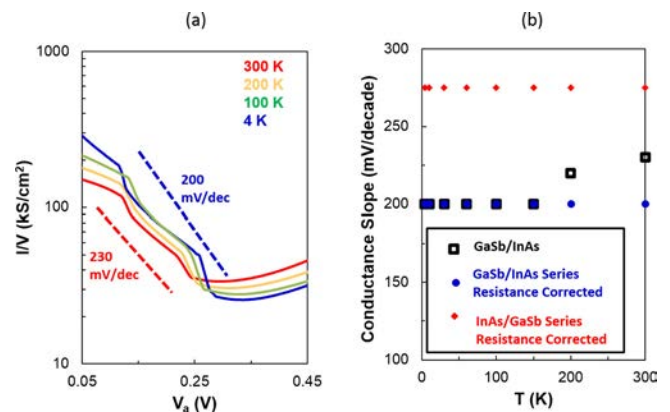 (a)
1000
100
10
I/V (kS/cm²)
300 K
200 K
100 K
4 K
200
mV/dec
230
mV/dec
0.05
0.25
0.45
Vₐ (V)
(b)
300
250
200
150
100
Conductance Slope (mV/decade)
GaSb/InAs
GaSb/InAs Series
Resistance Corrected
InAs/GaSb Series
Resistance Corrected
0
100
200
300
T (K)